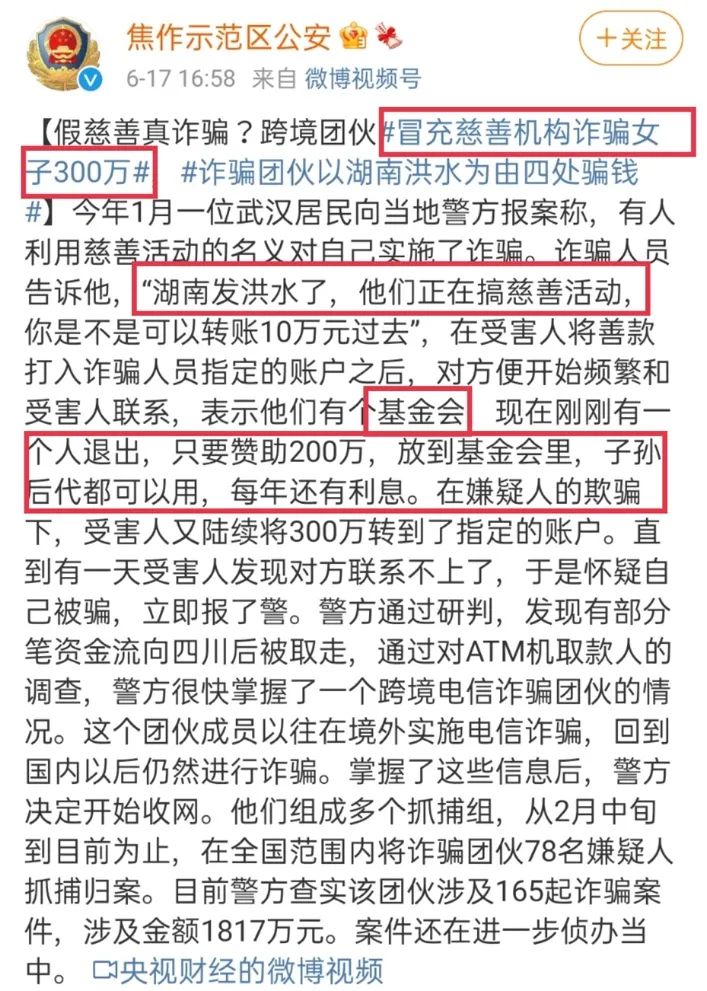 焦作示范区公安
+关注
6-17 16:58 来自 微博视频号
【假慈善真诈骗？跨境团伙#冒充慈善机构诈骗女
子300万# #诈骗团伙以湖南洪水为由四处骗钱
#】今年1月一位武汉居民向当地警方报案称，有人
利用慈善活动的名义对自己实施了诈骗。诈骗人员
告诉他，“湖南发洪水了，他们正在搞慈善活动，
你是不是可以转账10万元过去”，在受害人将善款
打入诈骗人员指定的账户之后，对方便开始频繁和
受害人联系，表示他们有个基金会 现在刚刚有一
个人退出，只要赞助200万，放到基金会里，子孙
后代都可以用，每年还有利息。在嫌疑人的欺骗
下，受害人又陆续将300万转到了指定的账户。直
到有一天受害人发现对方联系不上了，于是怀疑自
己被骗，立即报了警。警方通过研判，发现有部分
笔资金流向四川后被取走，通过对ATM机取款人的
调查，警方很快掌握了一个跨境电信诈骗团伙的情
况。这个团伙成员以往在境外实施电信诈骗，回到
国内以后仍然进行诈骗。掌握了这些信息后，警方
决定开始收网。他们组成多个抓捕组，从2月中旬
到目前为止，在全国范围内将诈骗团伙78名嫌疑人
抓捕归案。目前警方查实该团伙涉及165起诈骗案
件，涉及金额1817万元。案件还在进一步侦办当
中。 央视财经的微博视频